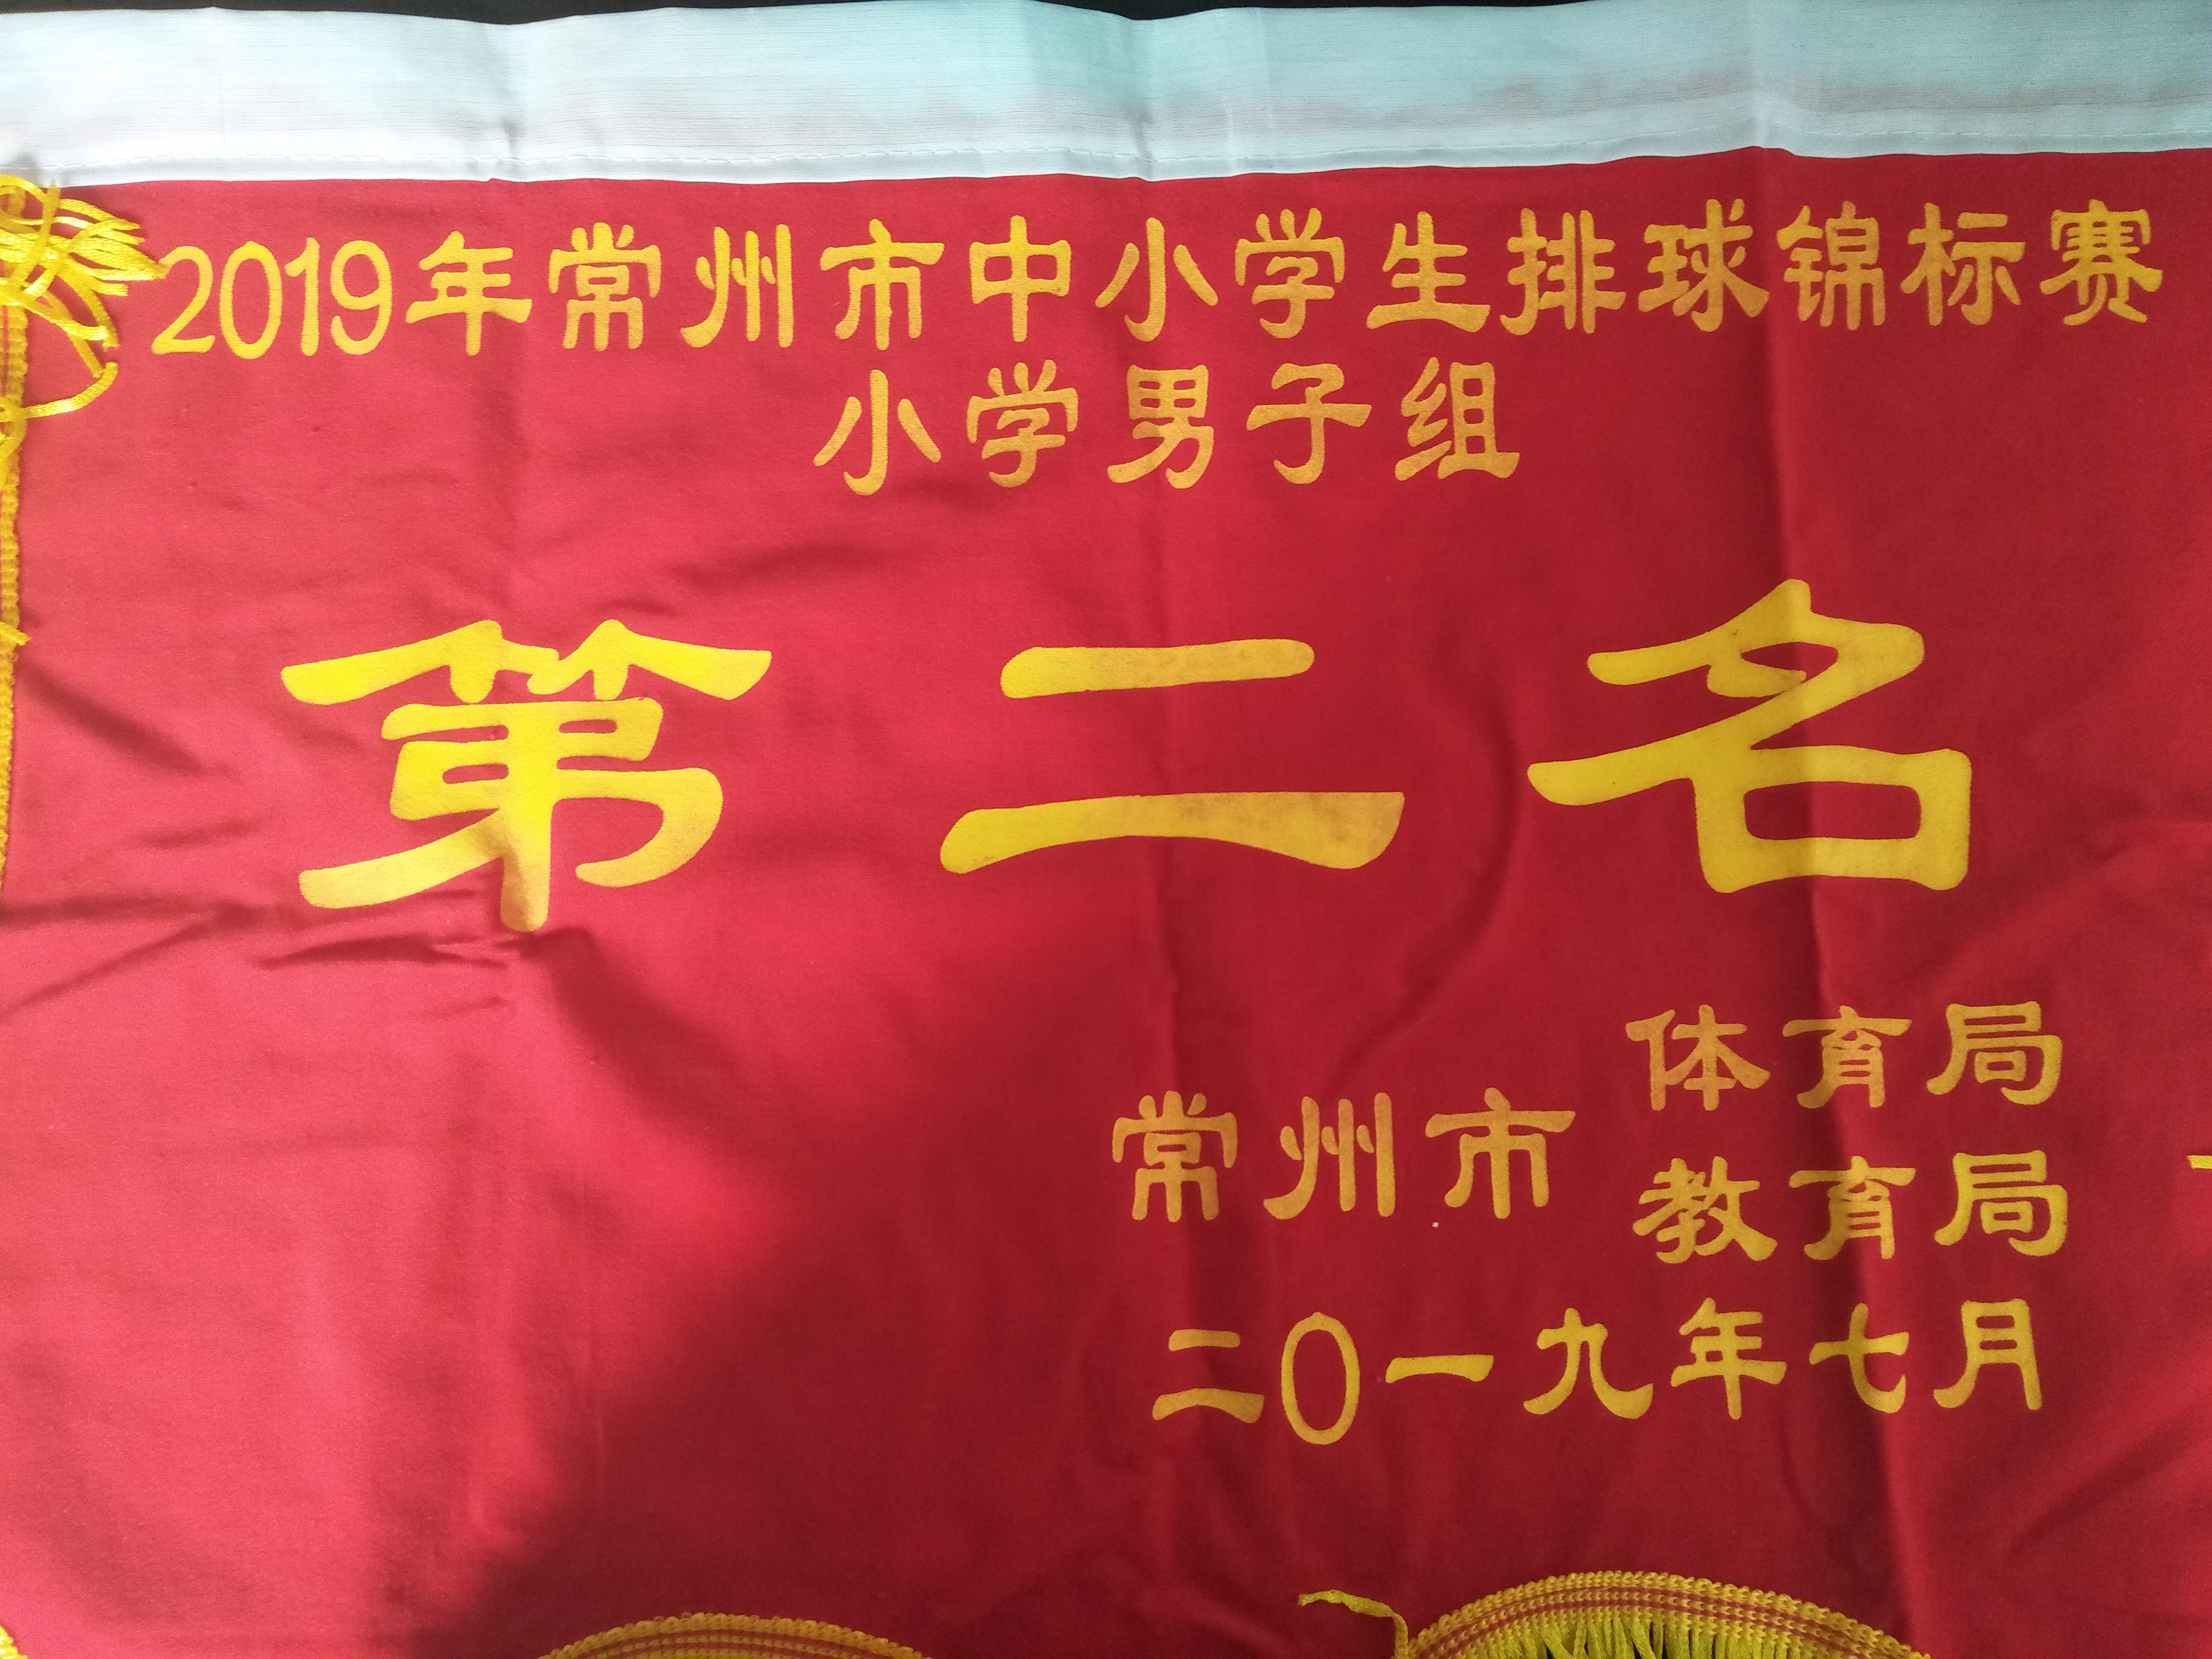 2019年常州市中小学生排球锦标赛
小学男子组
第二名
体育局
常州市
教育局
二0一九年七月